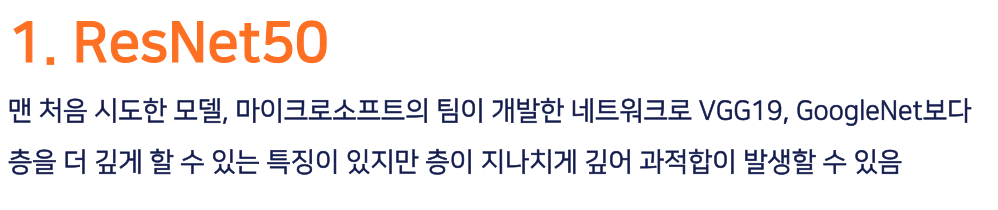 1. ResNet50
맨 처음 시도한 모델, 마이크로소프트의 팀이 개발한 네트워크로 VGG19, GoogleNet보다
층을 더 깊게 할 수 있는 특징이 있지만 층이 지나치게 깊어 과적합이 발생할 수 있음